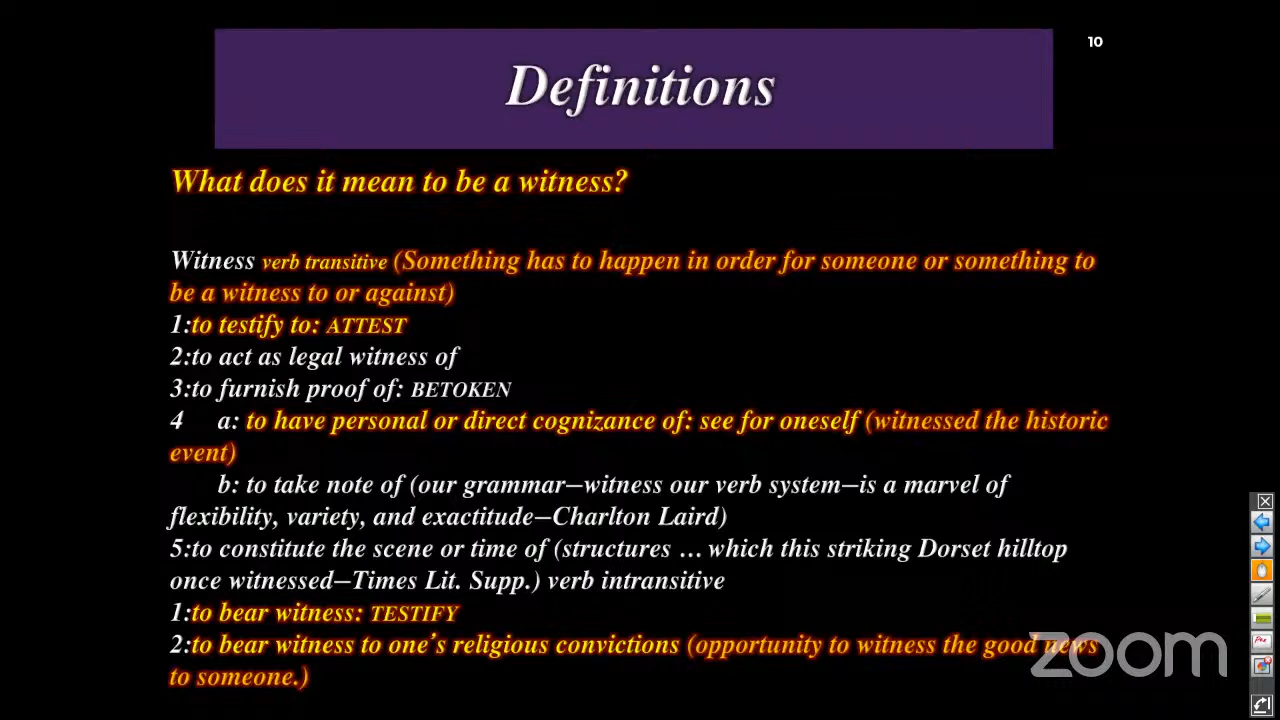 10
Definitions
What does it mean to be a witness?
Witness verb transitive (Something has to happen in order for someone or something to
be a witness to or against)
1:to testify to: ATTEST
2:to act as legal witness of
3:to furnish proof of: BETOKEN
4 a: to have personal or direct cognizance of: see for oneself (witnessed the historic
event)
b: to take note of (our grammar—witness our verb system—is a marvel of
flexibility, variety, and exactitude—Charlton Laird)
5:to constitute the scene or time of (structures … which this striking Dorset hilltop
once witnessed—Times Lit. Supp.) verb intransitive
1:to bear witness: TESTIFY
2:to bear witness to one’s religious convictions (opportunity to witness the good news
to someone.)
zoom